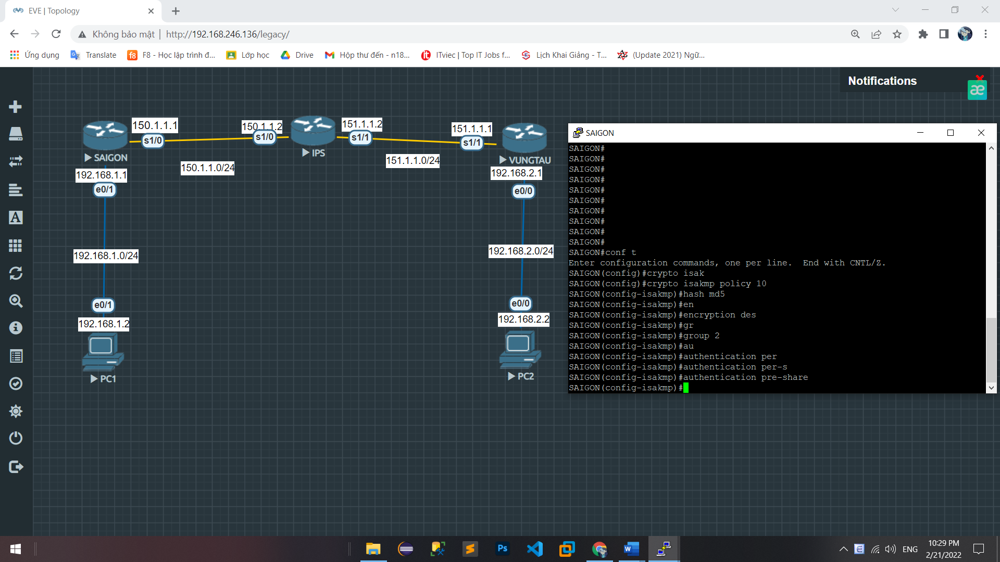 EVE | Topology
Không bảo mật | http://192.168.246.136/legacy/
Ứng dụng
Translate
F8 - Học lập trình đ...
Lớp học
Drive
Hộp thư đến - n18...
ITviec | Top IT Jobs f...
Lịch Khai Giảng - T...
(Update 2021) Ngữ...
Notifications
æ
150.1.1.1
s1/0
SAIGON
192.168.1.1
e0/1
150.1.1.0/24
150.1.1.2
s1/0
IPS
151.1.1.2
s1/1
151.1.1.0/24
151.1.1.1
s1/1
VUNGTAU
192.168.2.1
e0/0
192.168.1.0/24
192.168.2.0/24
e0/1
192.168.1.2
PC1
e0/0
192.168.2.2
PC2
SAIGON
SAIGON#
SAIGON#
SAIGON#
SAIGON#
SAIGON#
SAIGON#
SAIGON#
SAIGON#
SAIGON#
SAIGON#
SAIGON#conf t
Enter configuration commands, one per line.  End with CNTL/Z.
SAIGON(config)#crypto isak
SAIGON(config)#crypto isakmp policy 10
SAIGON(config-isakmp)#hash md5
SAIGON(config-isakmp)#en
SAIGON(config-isakmp)#encryption des
SAIGON(config-isakmp)#gr
SAIGON(config-isakmp)#group 2
SAIGON(config-isakmp)#au
SAIGON(config-isakmp)#authentication per
SAIGON(config-isakmp)#authentication per-s
SAIGON(config-isakmp)#authentication pre-share
SAIGON(config-isakmp)#
Ps
ENG
10:29 PM
2/21/2022